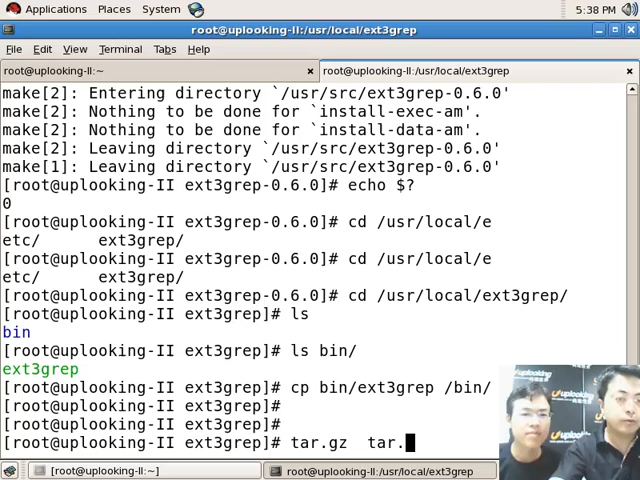 Applications Places System 5:38 PM
root@uplooking-II:/usr/local/ext3grep
File Edit View Terminal Tabs Help
root@uplooking-II:~ × root@uplooking-II:/usr/local/ext3grep ×
make[2]: Entering directory `/usr/src/ext3grep-0.6.0'
make[2]: Nothing to be done for `install-exec-am'.
make[2]: Nothing to be done for `install-data-am'.
make[2]: Leaving directory `/usr/src/ext3grep-0.6.0'
make[1]: Leaving directory `/usr/src/ext3grep-0.6.0'
[root@uplooking-II ext3grep-0.6.0]# echo $?
0
[root@uplooking-II ext3grep-0.6.0]# cd /usr/local/e
etc/ ext3grep/
[root@uplooking-II ext3grep-0.6.0]# cd /usr/local/e
etc/ ext3grep/
[root@uplooking-II ext3grep-0.6.0]# cd /usr/local/ext3grep/
[root@uplooking-II ext3grep]# ls
bin
[root@uplooking-II ext3grep]# ls bin/
ext3grep
[root@uplooking-II ext3grep]# cp bin/ext3grep /bin/
[root@uplooking-II ext3grep]#
[root@uplooking-II ext3grep]#
[root@uplooking-II ext3grep]# tar.gz tar.
uplooking
[root@uplooking-II:~] root@uplooking-II:/usr/local/ext3grep